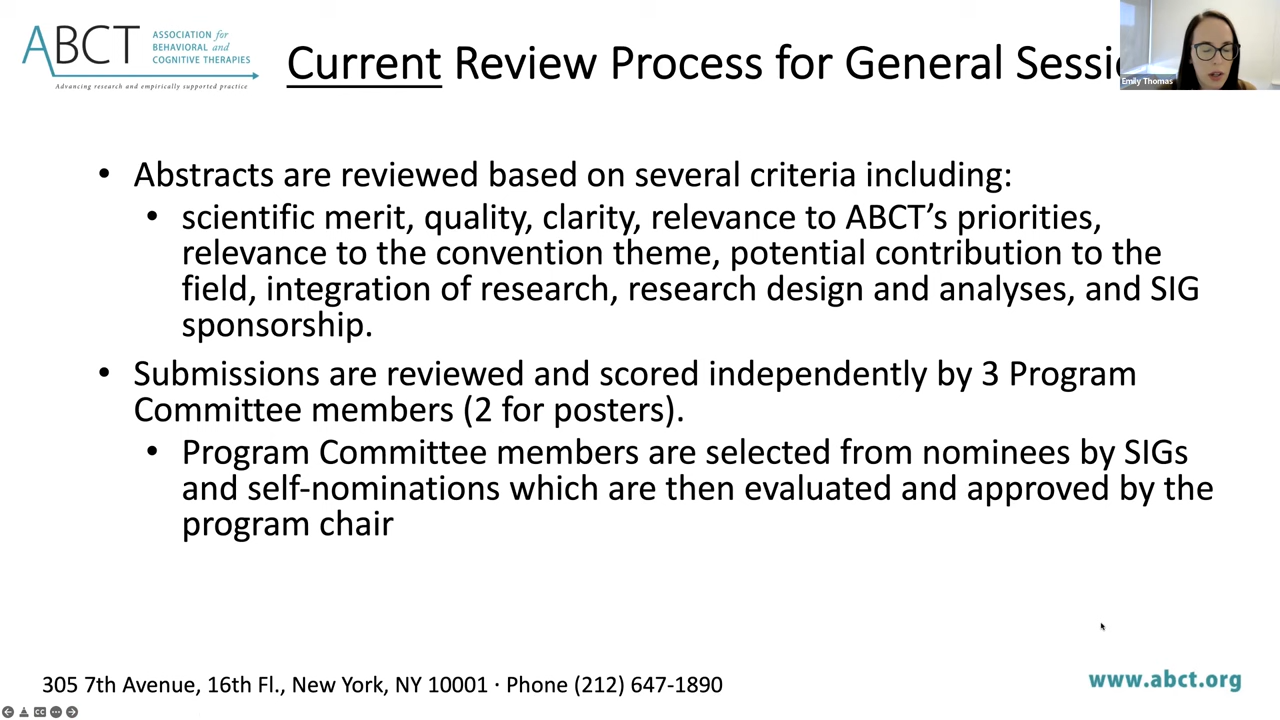 ABCT
ASSOCIATION for
BEHAVIORAL and
COGNITIVE THERAPIES
Advancing research and empirically supported practice
Current Review Process for General Sessi
Emily Thomas
• Abstracts are reviewed based on several criteria including:
• scientific merit, quality, clarity, relevance to ABCT’s priorities,
relevance to the convention theme, potential contribution to the
field, integration of research, research design and analyses, and SIG
sponsorship.
• Submissions are reviewed and scored independently by 3 Program
Committee members (2 for posters).
• Program Committee members are selected from nominees by SIGs
and self-nominations which are then evaluated and approved by the
program chair
305 7th Avenue, 16th Fl., New York, NY 10001 · Phone (212) 647-1890
www.abct.org